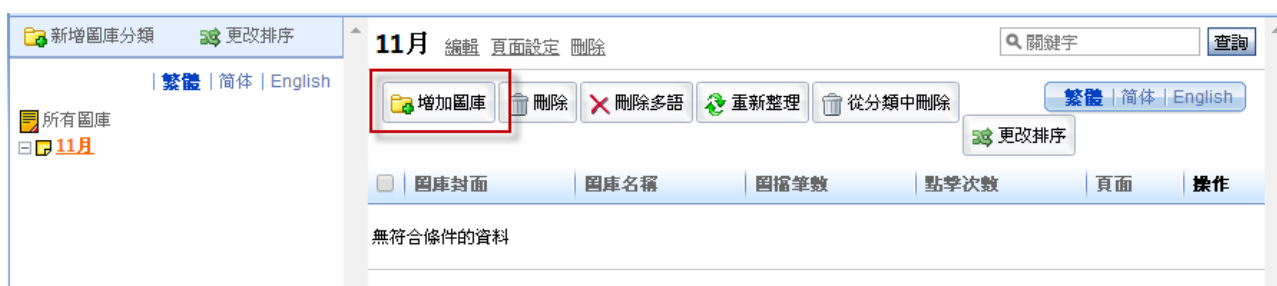 新增圖庫分類 更改排序
|繁體|简体|English
所有圖庫
11月
11月 編輯 頁面設定 刪除
關鍵字 查詢
增加圖庫 刪除 刪除多語 重新整理 從分類中刪除
繁體|简体|English
更改排序
圖庫封面 圖庫名稱 圖檔筆數 點擊次數 頁面 操作
無符合條件的資料